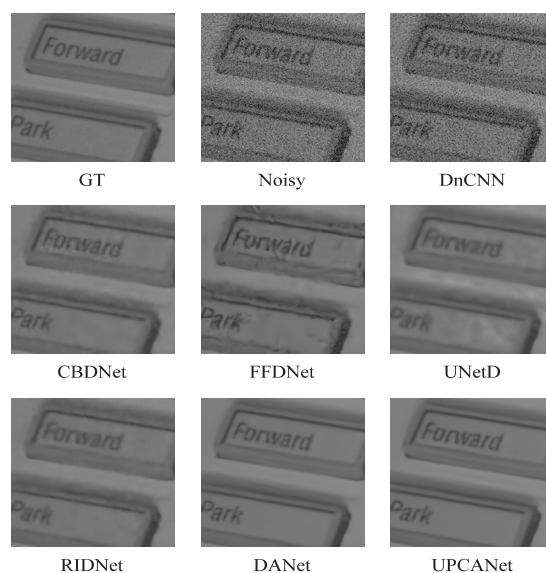 Forward
Park
GT
Forward
Park
Noisy
Forward
Park
DnCNN
Forward
Park
CBDNet
Forward
Park
FFDNet
Forward
Park
UNetD
Forward
Park
RIDNet
Forward
Park
DANet
Forward
Park
UPCANet